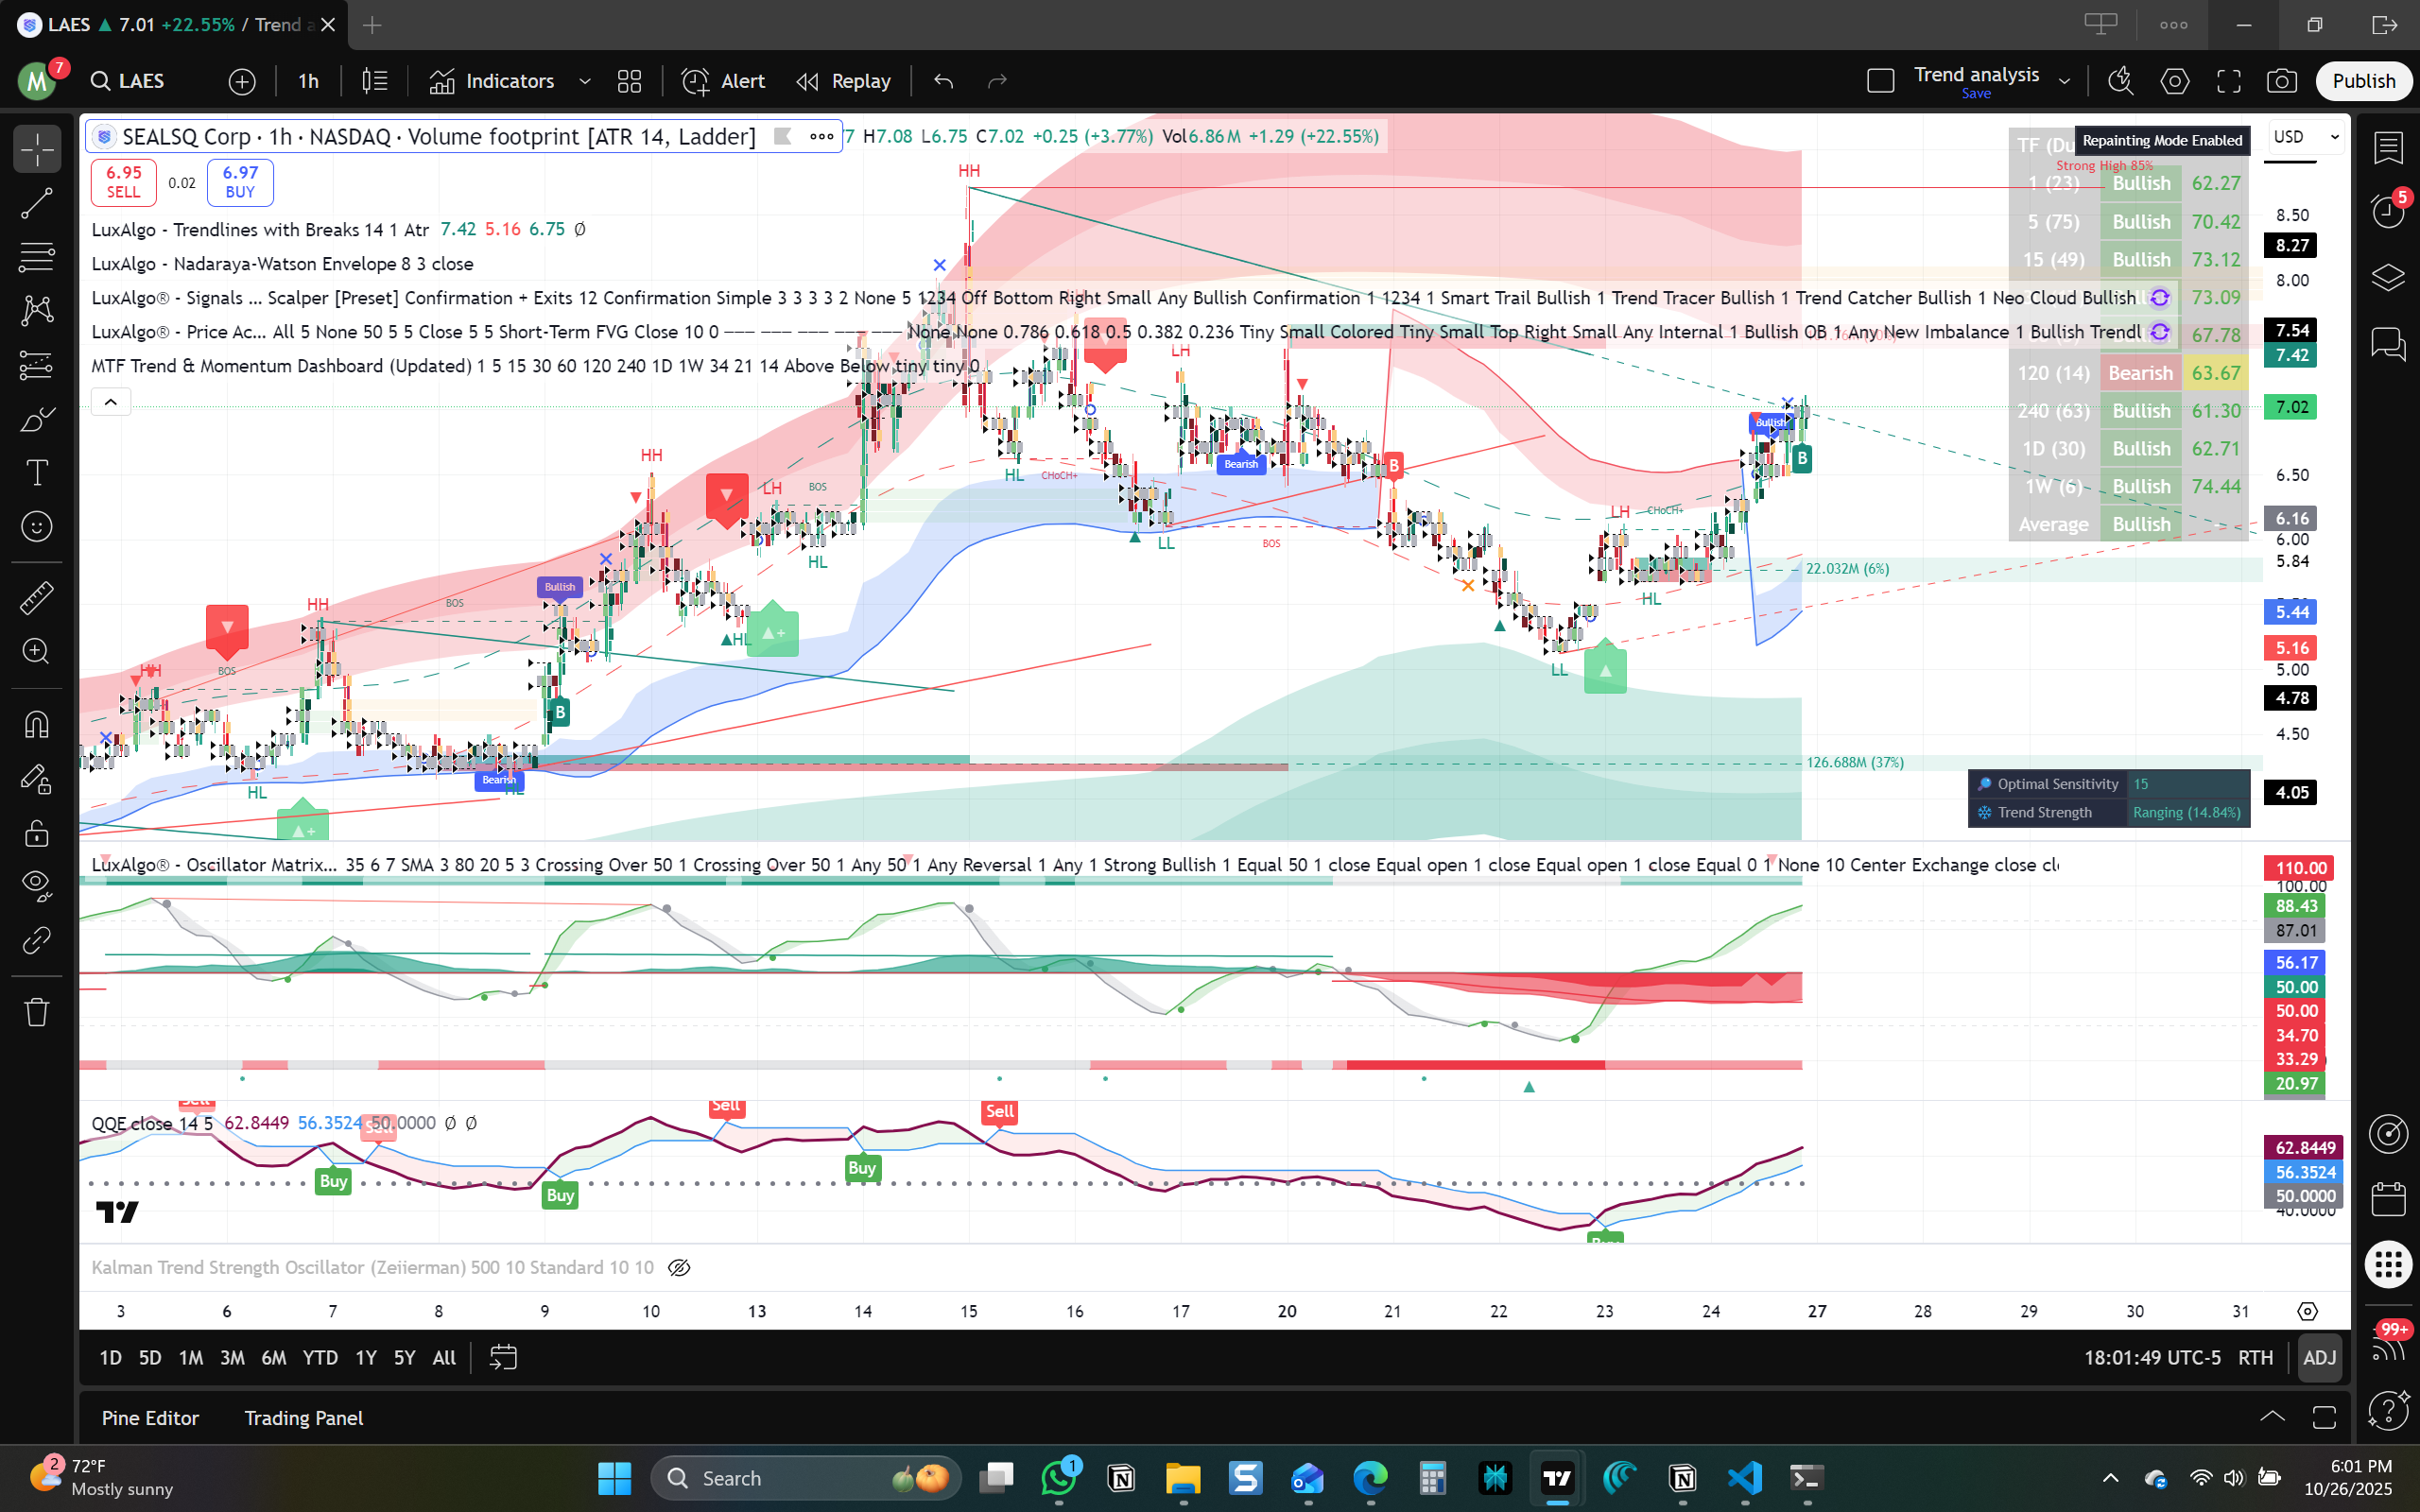 LAES ▲ 7.01 +22.55% / Trend a
M 7
LAES
1h
Indicators
Alert
Replay
Trend analysis
Save
Publish
SEALSQ Corp · 1h · NASDAQ · Volume footprint [ATR 14, Ladder]
7 H7.08 L6.75 C7.02 +0.25 (+3.77%) Vol6.86 M +1.29 (+22.55%)
6.95 SELL
0.02
6.97 BUY
LuxAlgo - Trendlines with Breaks 14 1 Atr 7.42 5.16 6.75 Ø
LuxAlgo - Nadaraya-Watson Envelope 8 3 close
LuxAlgo® - Signals ... Scalper [Preset] Confirmation + Exits 12 Confirmation Simple 3 3 3 3 2 None 5 1234 Off Bottom Right Small Any Bullish Confirmation 1 1234 1 Smart Trail Bullish 1 Trend Tracer Bullish 1 Trend Catcher Bullish 1 Neo Cloud Bullish
LuxAlgo® - Price Ac... All 5 None 50 5 5 Close 5 5 Short-Term FVG Close 10 0 --- --- --- --- --- None None 0.786 0.618 0.5 0.382 0.236 Tiny Small Colored Tiny Small Top Right Small Any Internal 1 Bullish OB 1 Any New Imbalance 1 Bullish Trendl
MTF Trend & Momentum Dashboard (Updated) 1 5 15 30 60 120 240 1D 1W 34 21 14 Above Below tiny tiny 0
TF (Du
Repainting Mode Enabled
Strong High 85%
1 (23) Bullish 62.27
5 (75) Bullish 70.42
15 (49) Bullish 73.12
73.09
67.78
120 (14) Bearish 63.67
240 (63) Bullish 61.30
1D (30) Bullish 62.71
1W (6) Bullish 74.44
Average Bullish
USD
8.50
8.27
8.00
7.54
7.42
7.02
6.50
6.16
6.00
5.84
5.44
5.16
5.00
4.78
4.50
4.05
HH
HH
HH
HH
LH
LH
LH
HL
HL
HL
HL
HL
HL
LL
LL
BOS
BOS
BOS
BOS
CHoCH+
CHoCH+
Bullish
Bearish
Bearish
Bullish
B
B
B
▲+
▲+
22.032M (6%)
126.688M (37%)
Optimal Sensitivity 15
Trend Strength Ranging (14.84%)
LuxAlgo® - Oscillator Matrix... 35 6 7 SMA 3 80 20 5 3 Crossing Over 50 1 Crossing Over 50 1 Any 50 1 Any Reversal 1 Any 1 Strong Bullish 1 Equal 50 1 close Equal open 1 close Equal open 1 close Equal 0 1 None 10 Center Exchange close cl
110.00
100.00
88.43
87.01
56.17
50.00
50.00
34.70
33.29
20.97
QQE close 14 5 62.8449 56.3524 50.0000 Ø Ø
Sell
Sell
Sell
Buy
Buy
Buy
62.8449
56.3524
50.0000
40.0000
Kalman Trend Strength Oscillator (Zeiierman) 500 10 Standard 10 10
3 6 7 8 9 10 13 14 15 16 17 20 21 22 23 24 27 28 29 30 31
1D 5D 1M 3M 6M YTD 1Y 5Y All
18:01:49 UTC-5 RTH ADJ
Pine Editor
Trading Panel
5
99+
2
72°F
Mostly sunny
Search
1
6:01 PM
10/26/2025